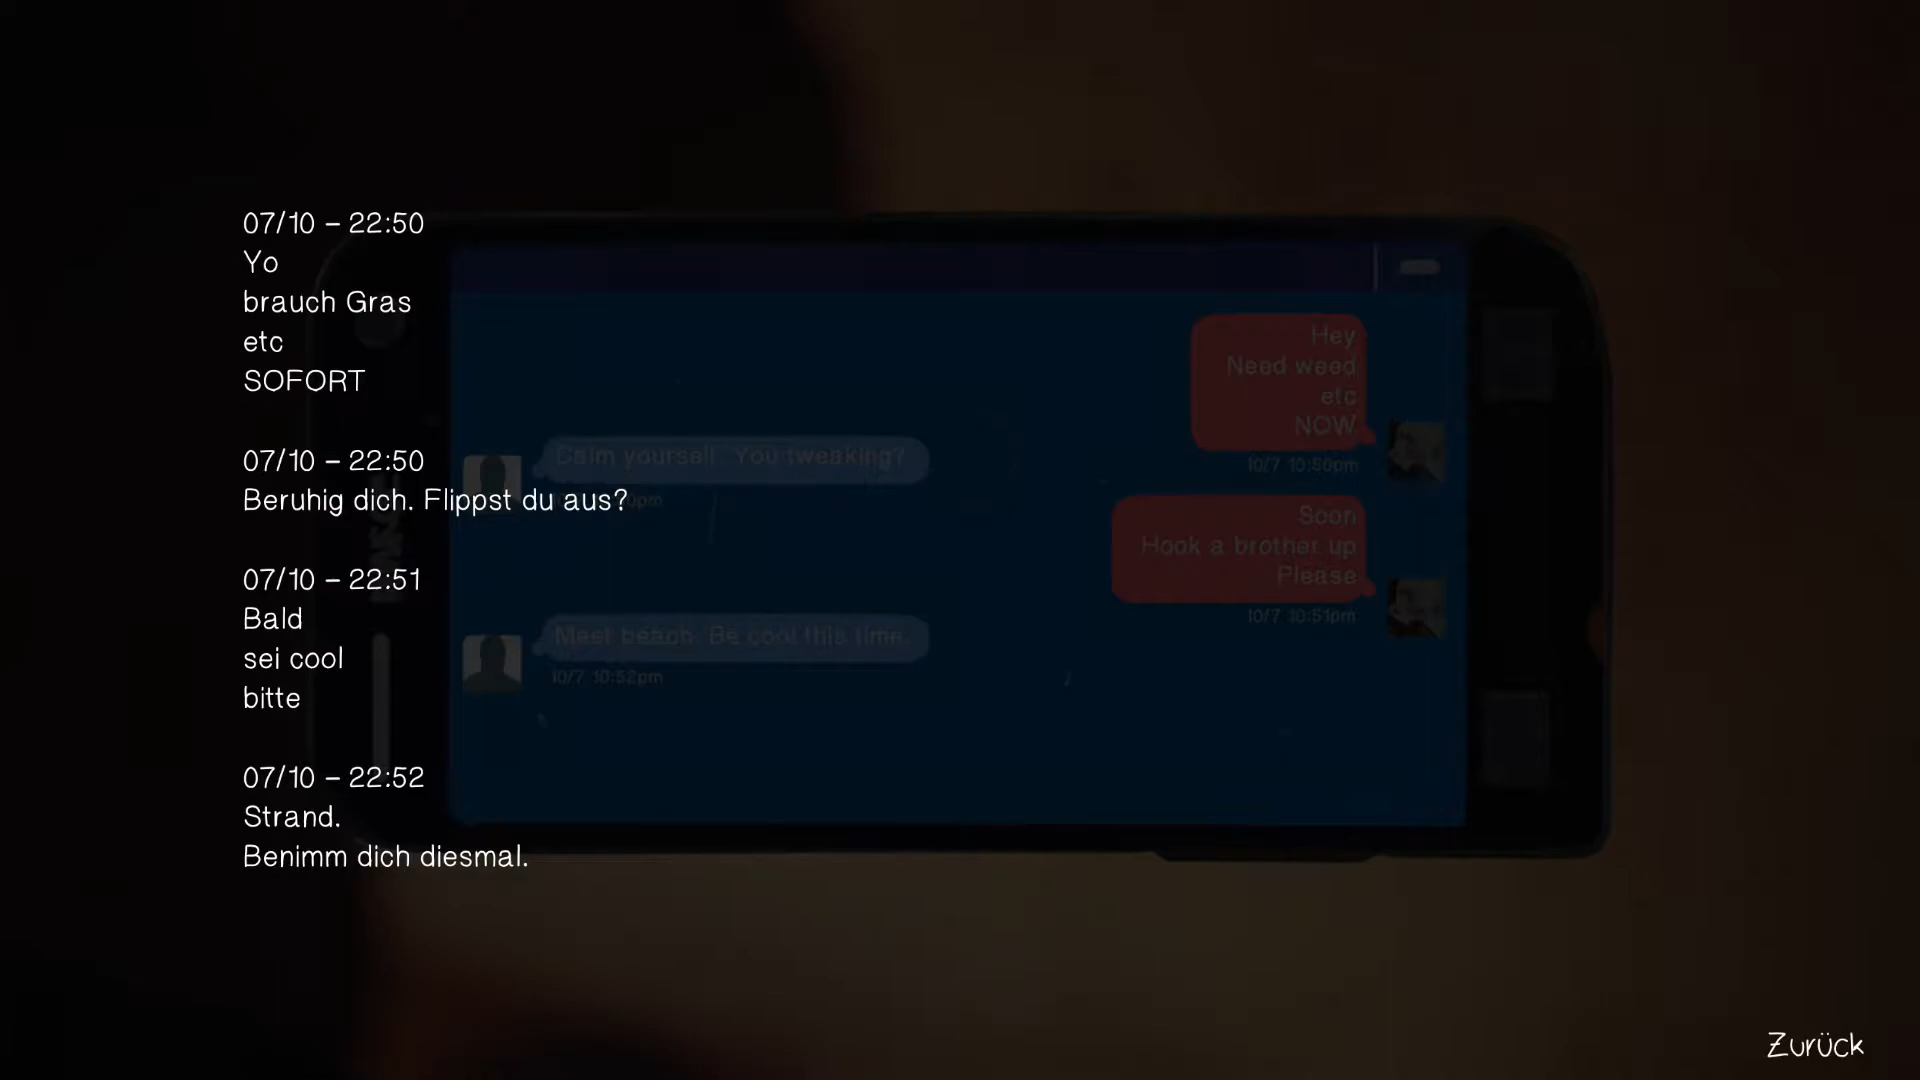 07/10 – 22:50
Yo
brauch Gras
etc
SOFORT
07/10 – 22:50
Beruhig dich. Flippst du aus?
07/10 – 22:51
Bald
sei cool
bitte
07/10 – 22:52
Strand.
Benimm dich diesmal.
Hey
Need weed
etc
NOW
10/7 10:50pm
Calm yourself. You tweaking?
Soon
Hook a brother up
Please
10/7 10:51pm
Meet beach. Be cool this time.
10/7 10:52pm
Zurück